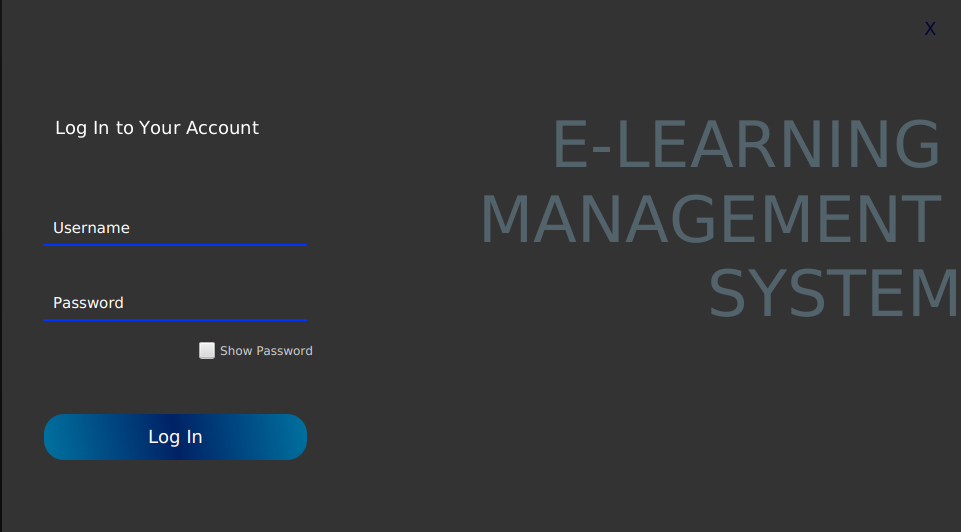 X
Log In to Your Account
E-LEARNING
MANAGEMENT
SYSTEM
Username
Password
Show Password
Log In